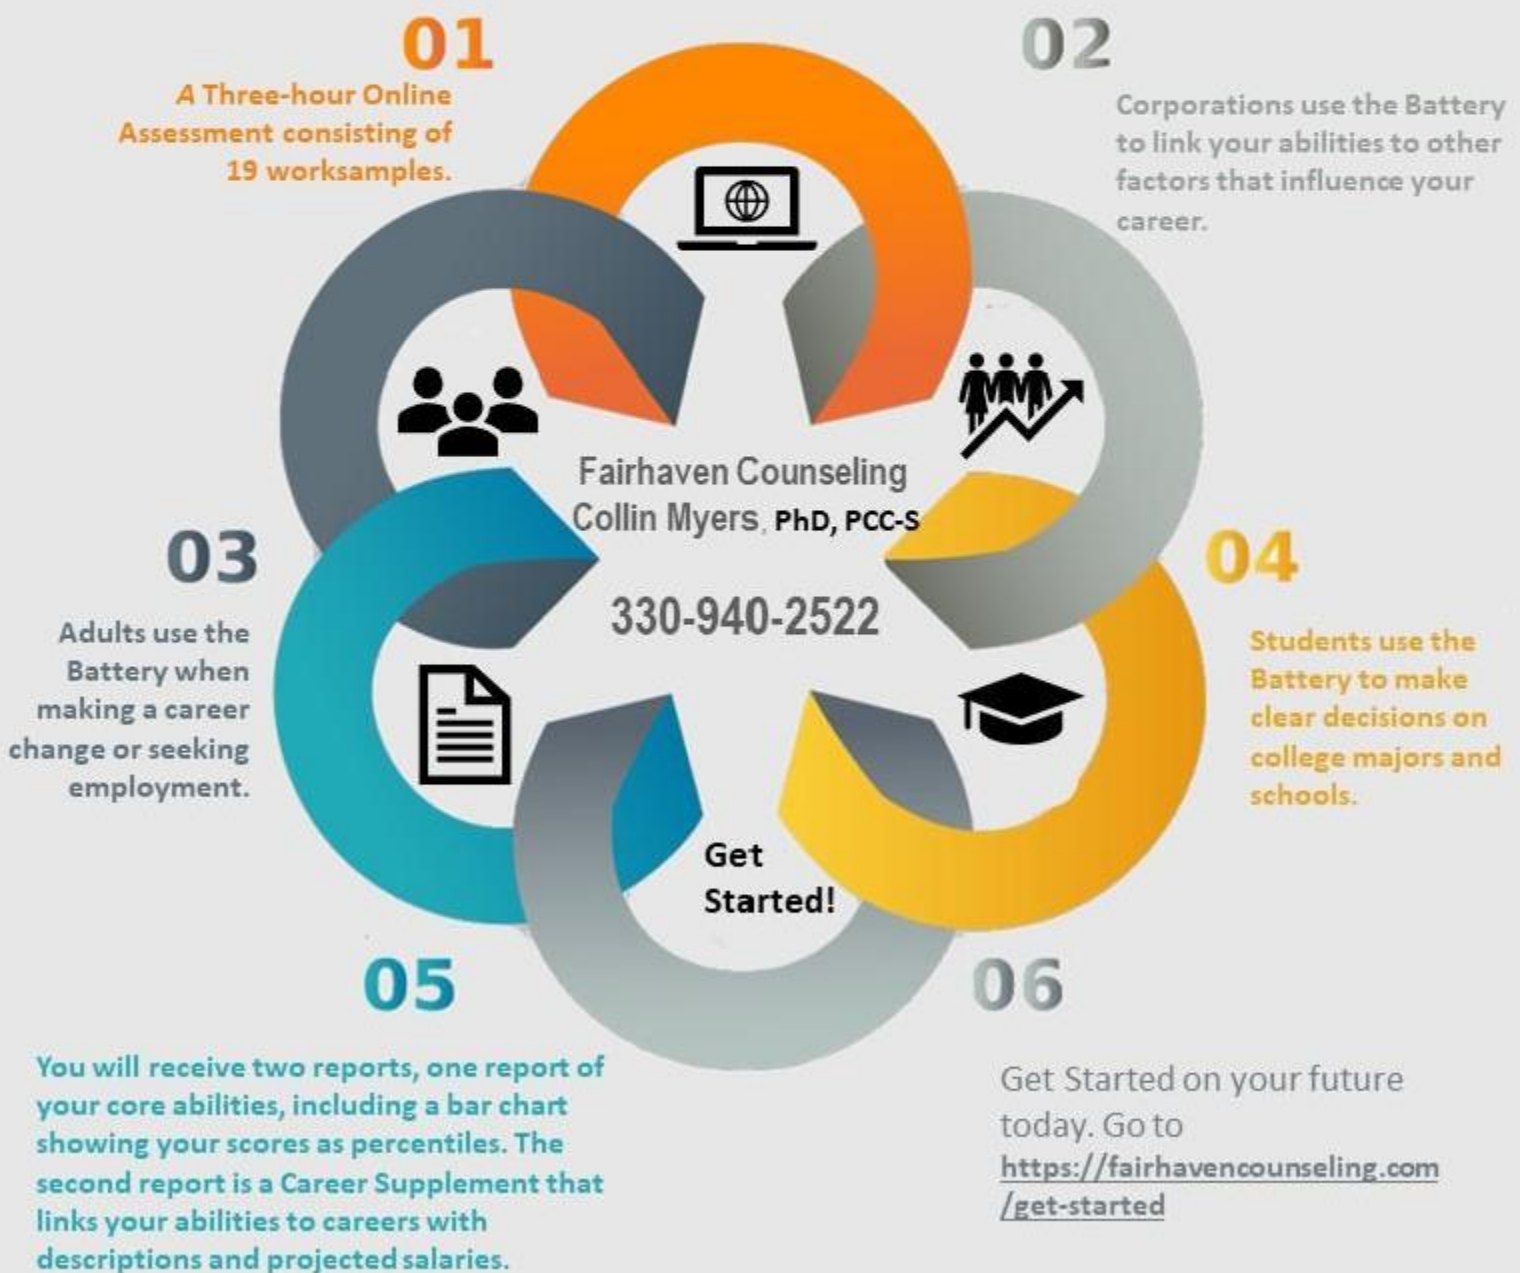 01
A Three-hour Online
Assessment consisting of
19 worksamples.
02
Corporations use the Battery
to link your abilities to other
factors that influence your
career.
Fairhaven Counseling
Collin Myers, PhD, PCC-S
330-940-2522
03
Adults use the
Battery when
making a career
change or seeking
employment.
04
Students use the
Battery to make
clear decisions on
college majors and
schools.
Get
Started!
05
You will receive two reports, one report of
your core abilities, including a bar chart
showing your scores as percentiles. The
second report is a Career Supplement that
links your abilities to careers with
descriptions and projected salaries.
06
Get Started on your future
today. Go to
https://fairhavencounseling.com
/get-started